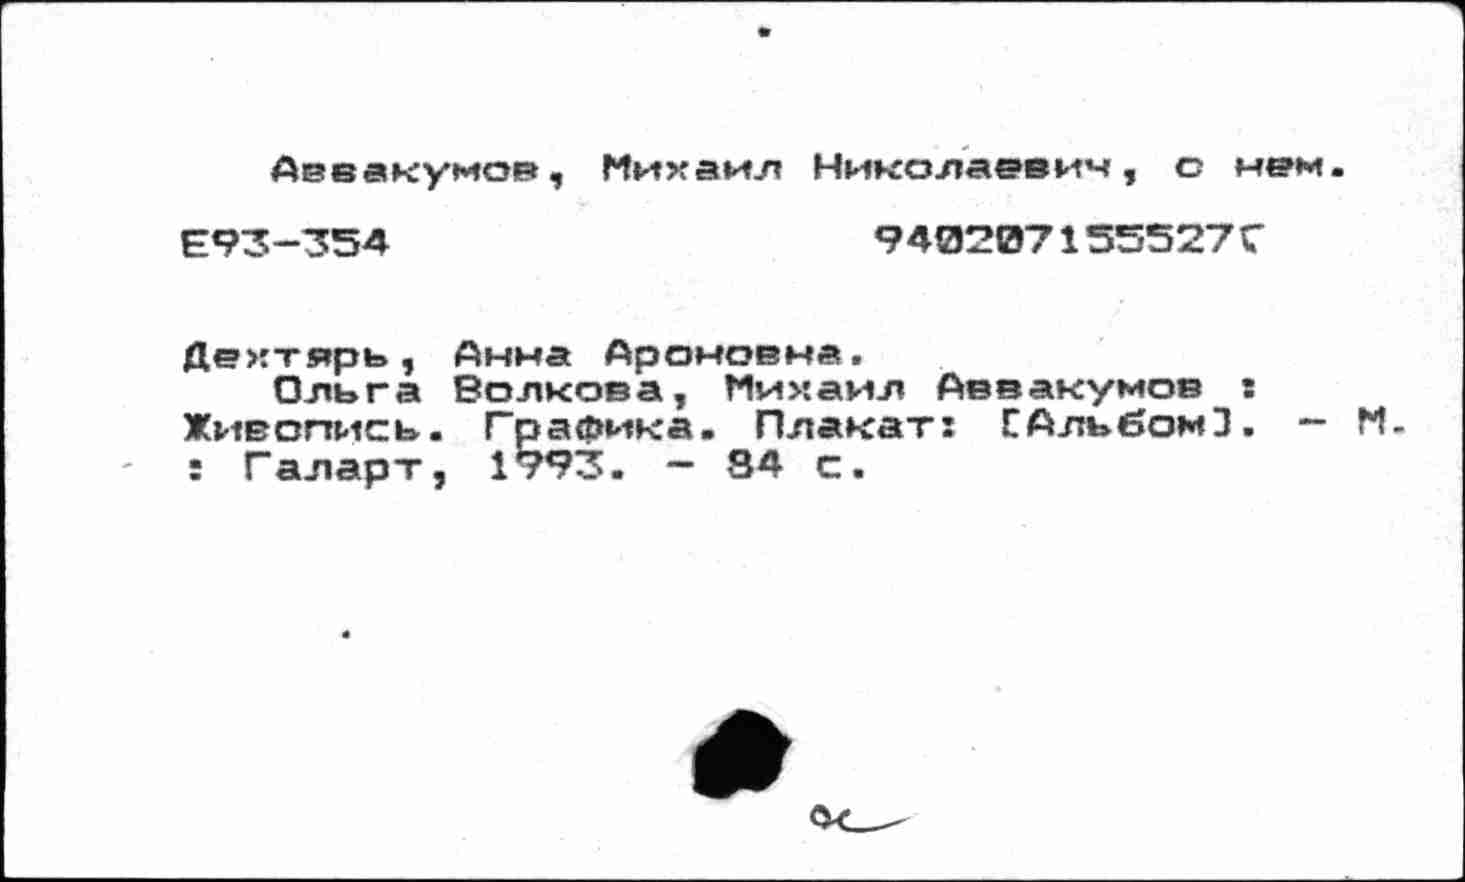 Аввакумов, Михаил Николаевич, о нем.
Е93-354 940207155527С
Дехтярь, Анна Ароновна.
Ольга Волкова, Михаил Аввакумов :
Живопись. Графика. Плакат: [Альбом]. - М.
: Галарт, 1993. - 84 с.